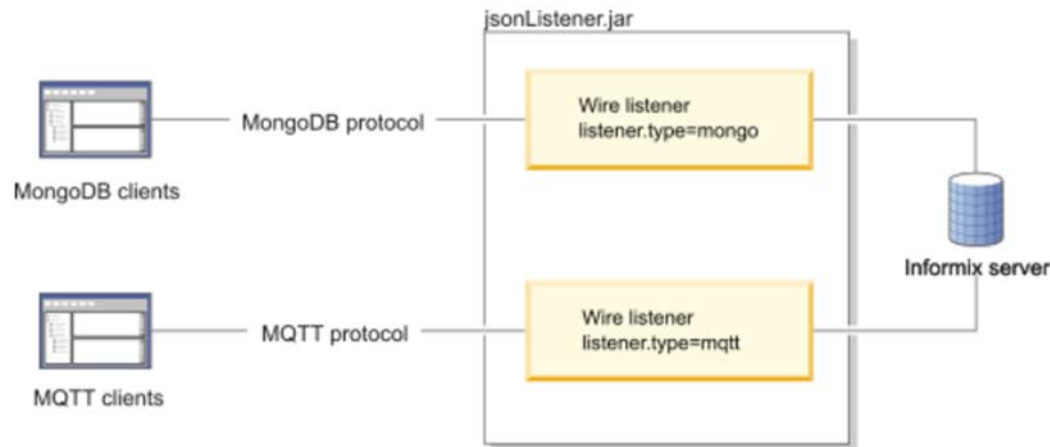 jsonListener.jar
Wire listener
listener.type=mongo
MongoDB protocol
MongoDB clients
Informix server
Wire listener
listener.type=mqtt
MQTT protocol
MQTT clients